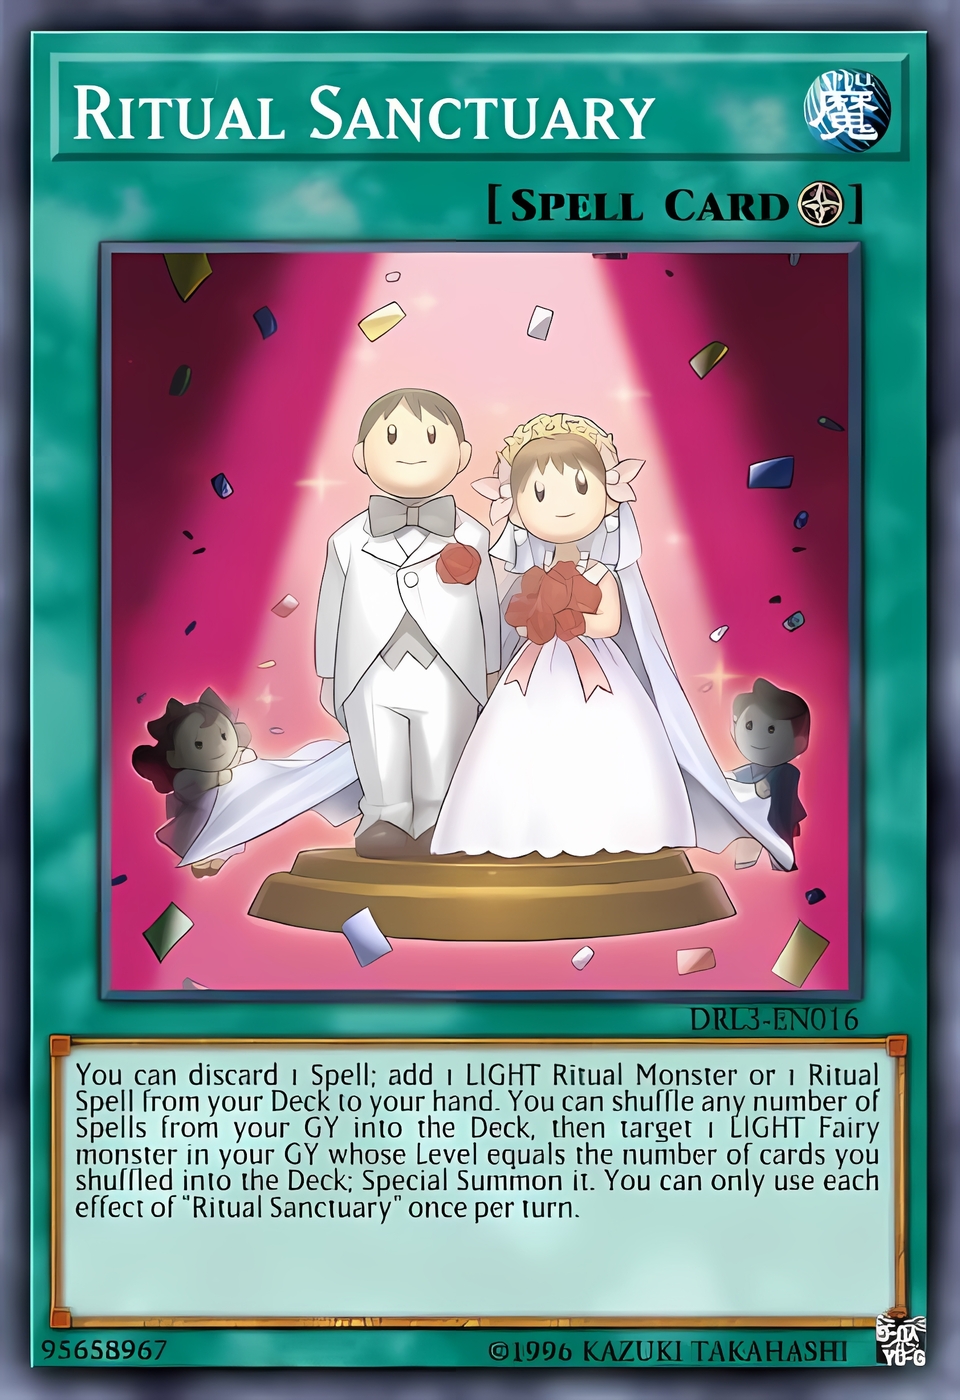 RITUAL SANCTUARY
魔
[SPELL CARD]
DRL3-EN016
You can discard 1 Spell; add 1 LIGHT Ritual Monster or 1 Ritual
Spell from your Deck to your hand. You can shuffle any number of
Spells from your GY into the Deck, then target 1 LIGHT Fairy
monster in your GY whose Level equals the number of cards you
shuffled into the Deck; Special Summon it. You can only use each
effect of "Ritual Sanctuary" once per turn.
95658967
©1996 KAZUKI TAKAHASHI